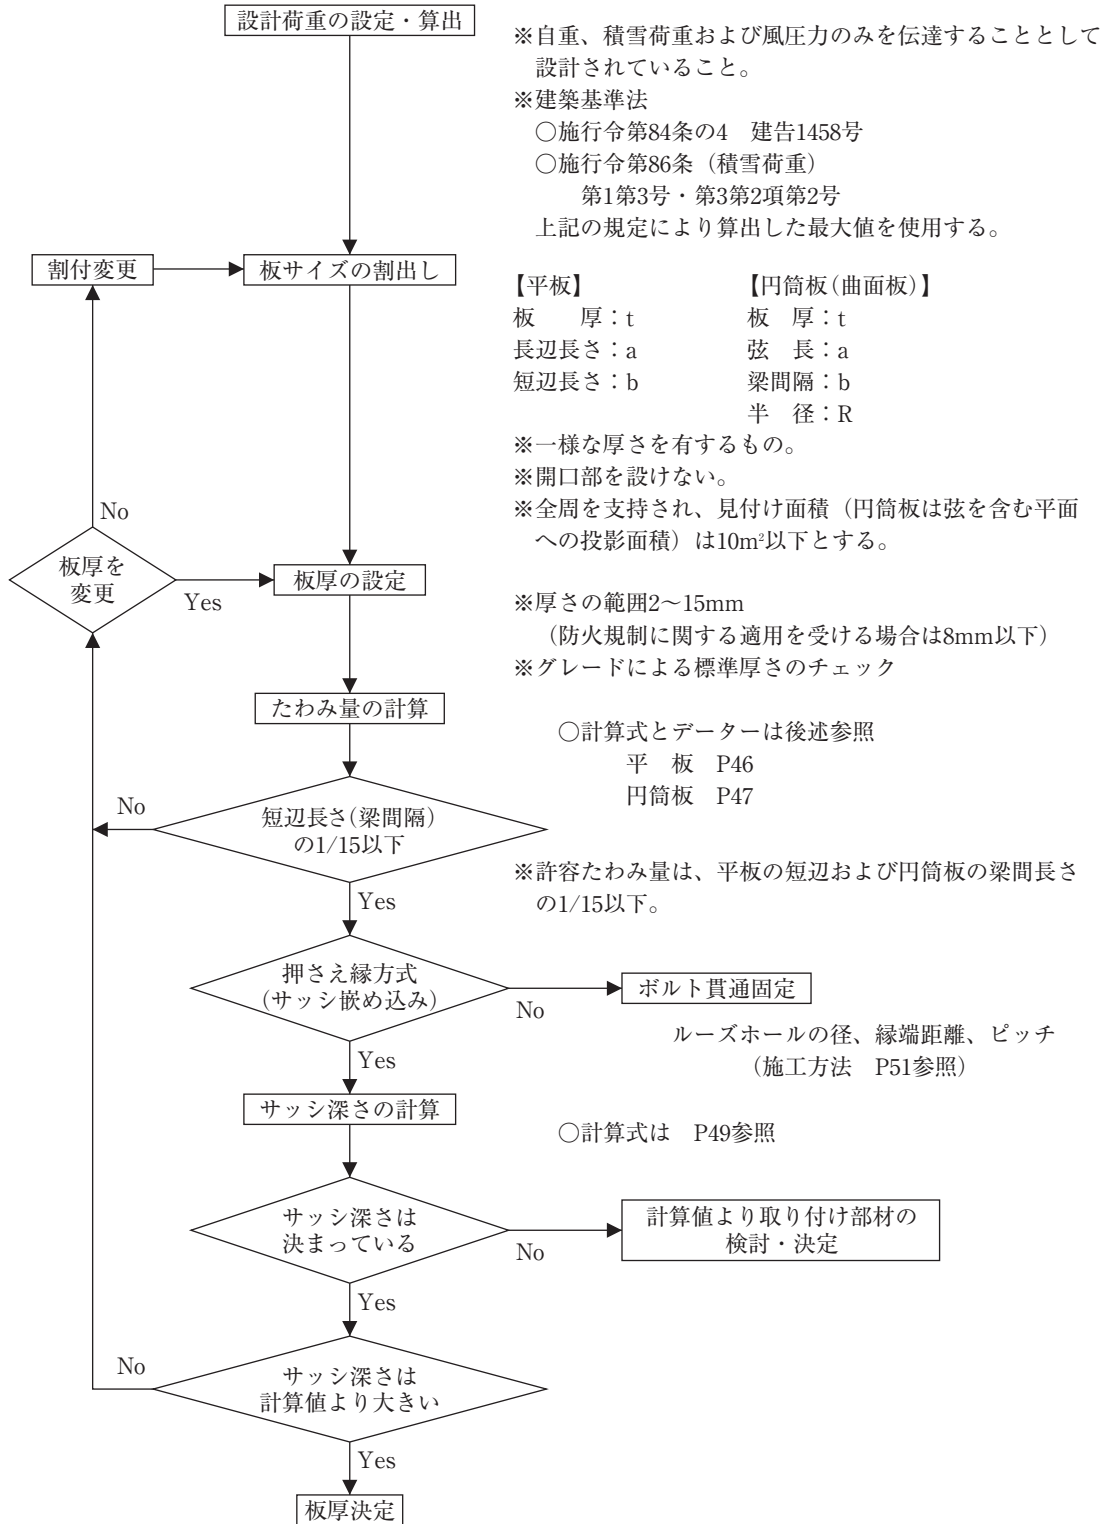 設計荷重の設定・算出
※自重、積雪荷重および風圧力のみを伝達することとして
設計されていること。
※建築基準法
○施行令第84条の4　建告1458号
○施行令第86条（積雪荷重）
第1第3号・第3第2項第2号
上記の規定により算出した最大値を使用する。
割付変更
板サイズの割出し
【平板】
板　　厚：t
長辺長さ：a
短辺長さ：b
【円筒板(曲面板)】
板　厚：t
弦　長：a
梁間隔：b
半　径：R
※一様な厚さを有するもの。
※開口部を設けない。
※全周を支持され、見付け面積（円筒板は弦を含む平面
への投影面積）は10m²以下とする。
No
板厚を
変更
Yes
板厚の設定
※厚さの範囲2〜15mm
（防火規制に関する適用を受ける場合は8mm以下）
※グレードによる標準厚さのチェック
たわみ量の計算
○計算式とデーターは後述参照
平　板　P46
円筒板　P47
No
短辺長さ(梁間隔)
の1/15以下
Yes
※許容たわみ量は、平板の短辺および円筒板の梁間長さ
の1/15以下。
押さえ縁方式
(サッシ嵌め込み)
No
ボルト貫通固定
ルーズホールの径、縁端距離、ピッチ
（施工方法　P51参照）
Yes
サッシ深さの計算
○計算式は　P49参照
サッシ深さは
決まっている
No
計算値より取り付け部材の
検討・決定
Yes
No
サッシ深さは
計算値より大きい
Yes
板厚決定